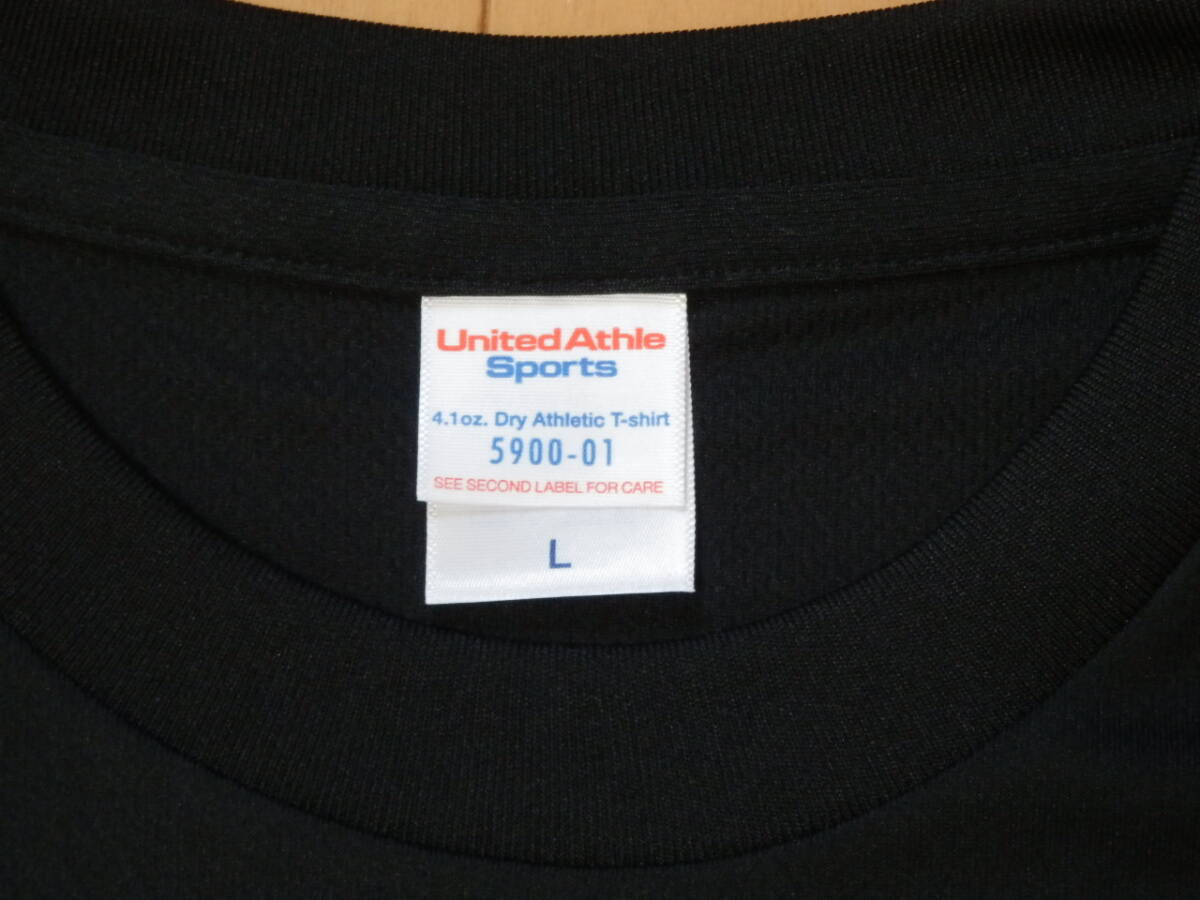 United Athle
Sports
4.1oz. Dry Athletic T-shirt
5900-01
SEE SECOND LABEL FOR CARE
L